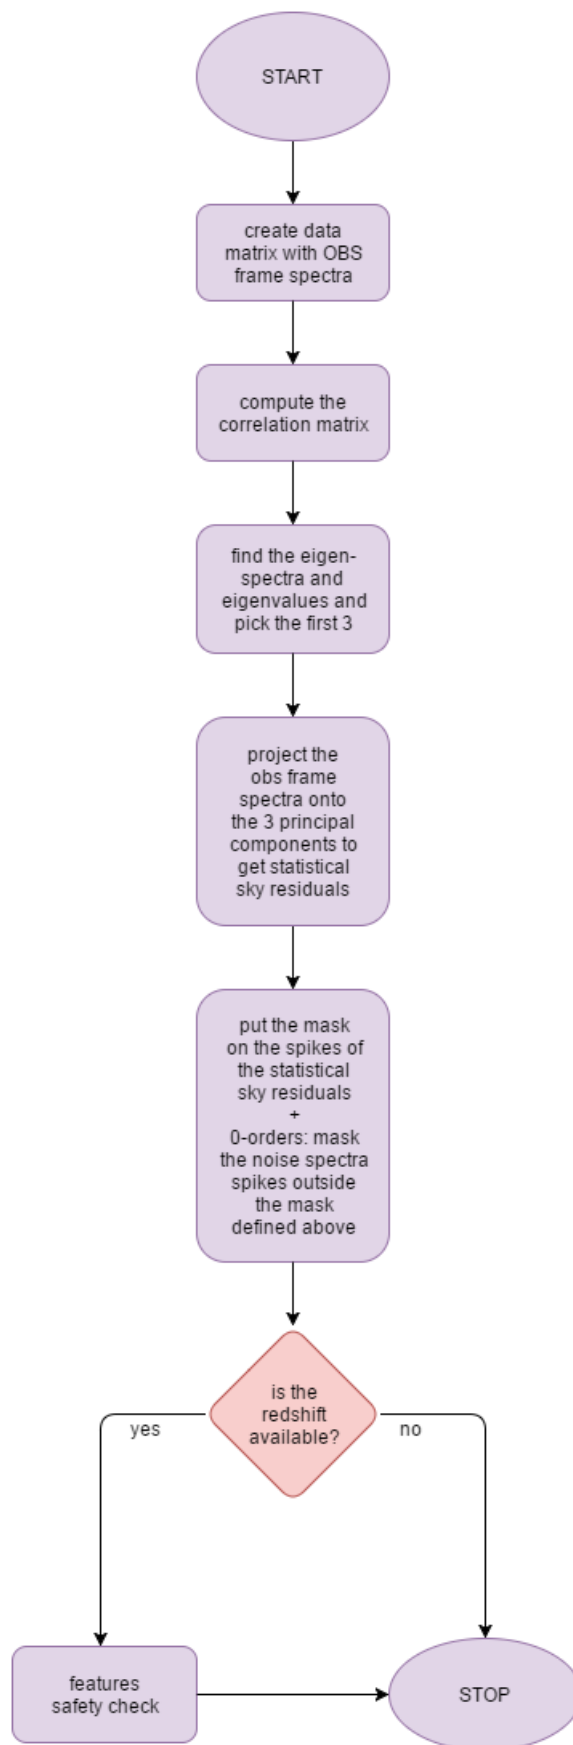 START
create data
matrix with OBS
frame spectra
compute the
correlation matrix
find the eigen-
spectra and
eigenvalues and
pick the first 3
project the
obs frame
spectra onto
the 3 principal
components to
get statistical
sky residuals
put the mask
on the spikes of
the statistical
sky residuals
+
0-orders: mask
the noise spectra
spikes outside
the mask
defined above
is the
redshift
available?
yes
no
features
safety check
STOP